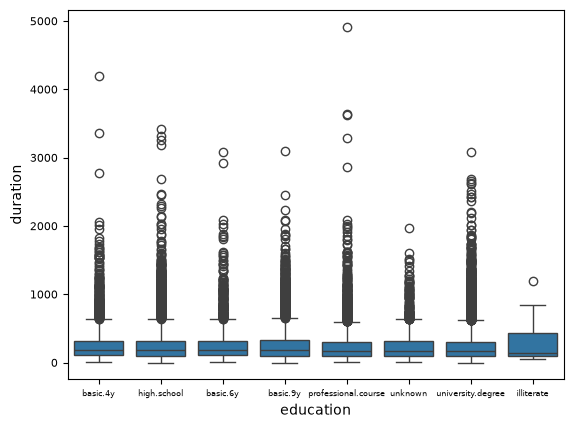 5000
4000
3000
2000
1000
0
duration
basic.4y high.school basic.6y basic.9y professional.course unknown university.degree illiterate
education